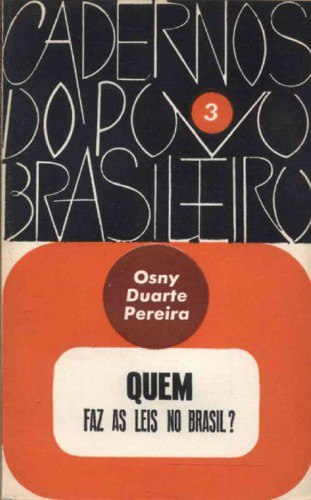 CADERNOS
DO POVO
3
BRASILEIRO
Osny
Duarte
Pereira
QUEM
FAZ AS LEIS NO BRASIL?